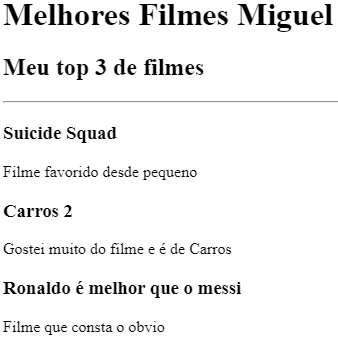 Melhores Filmes Miguel
Meu top 3 de filmes
Suicide Squad
Filme favorido desde pequeno
Carros 2
Gostei muito do filme e é de Carros
Ronaldo é melhor que o messi
Filme que consta o obvio